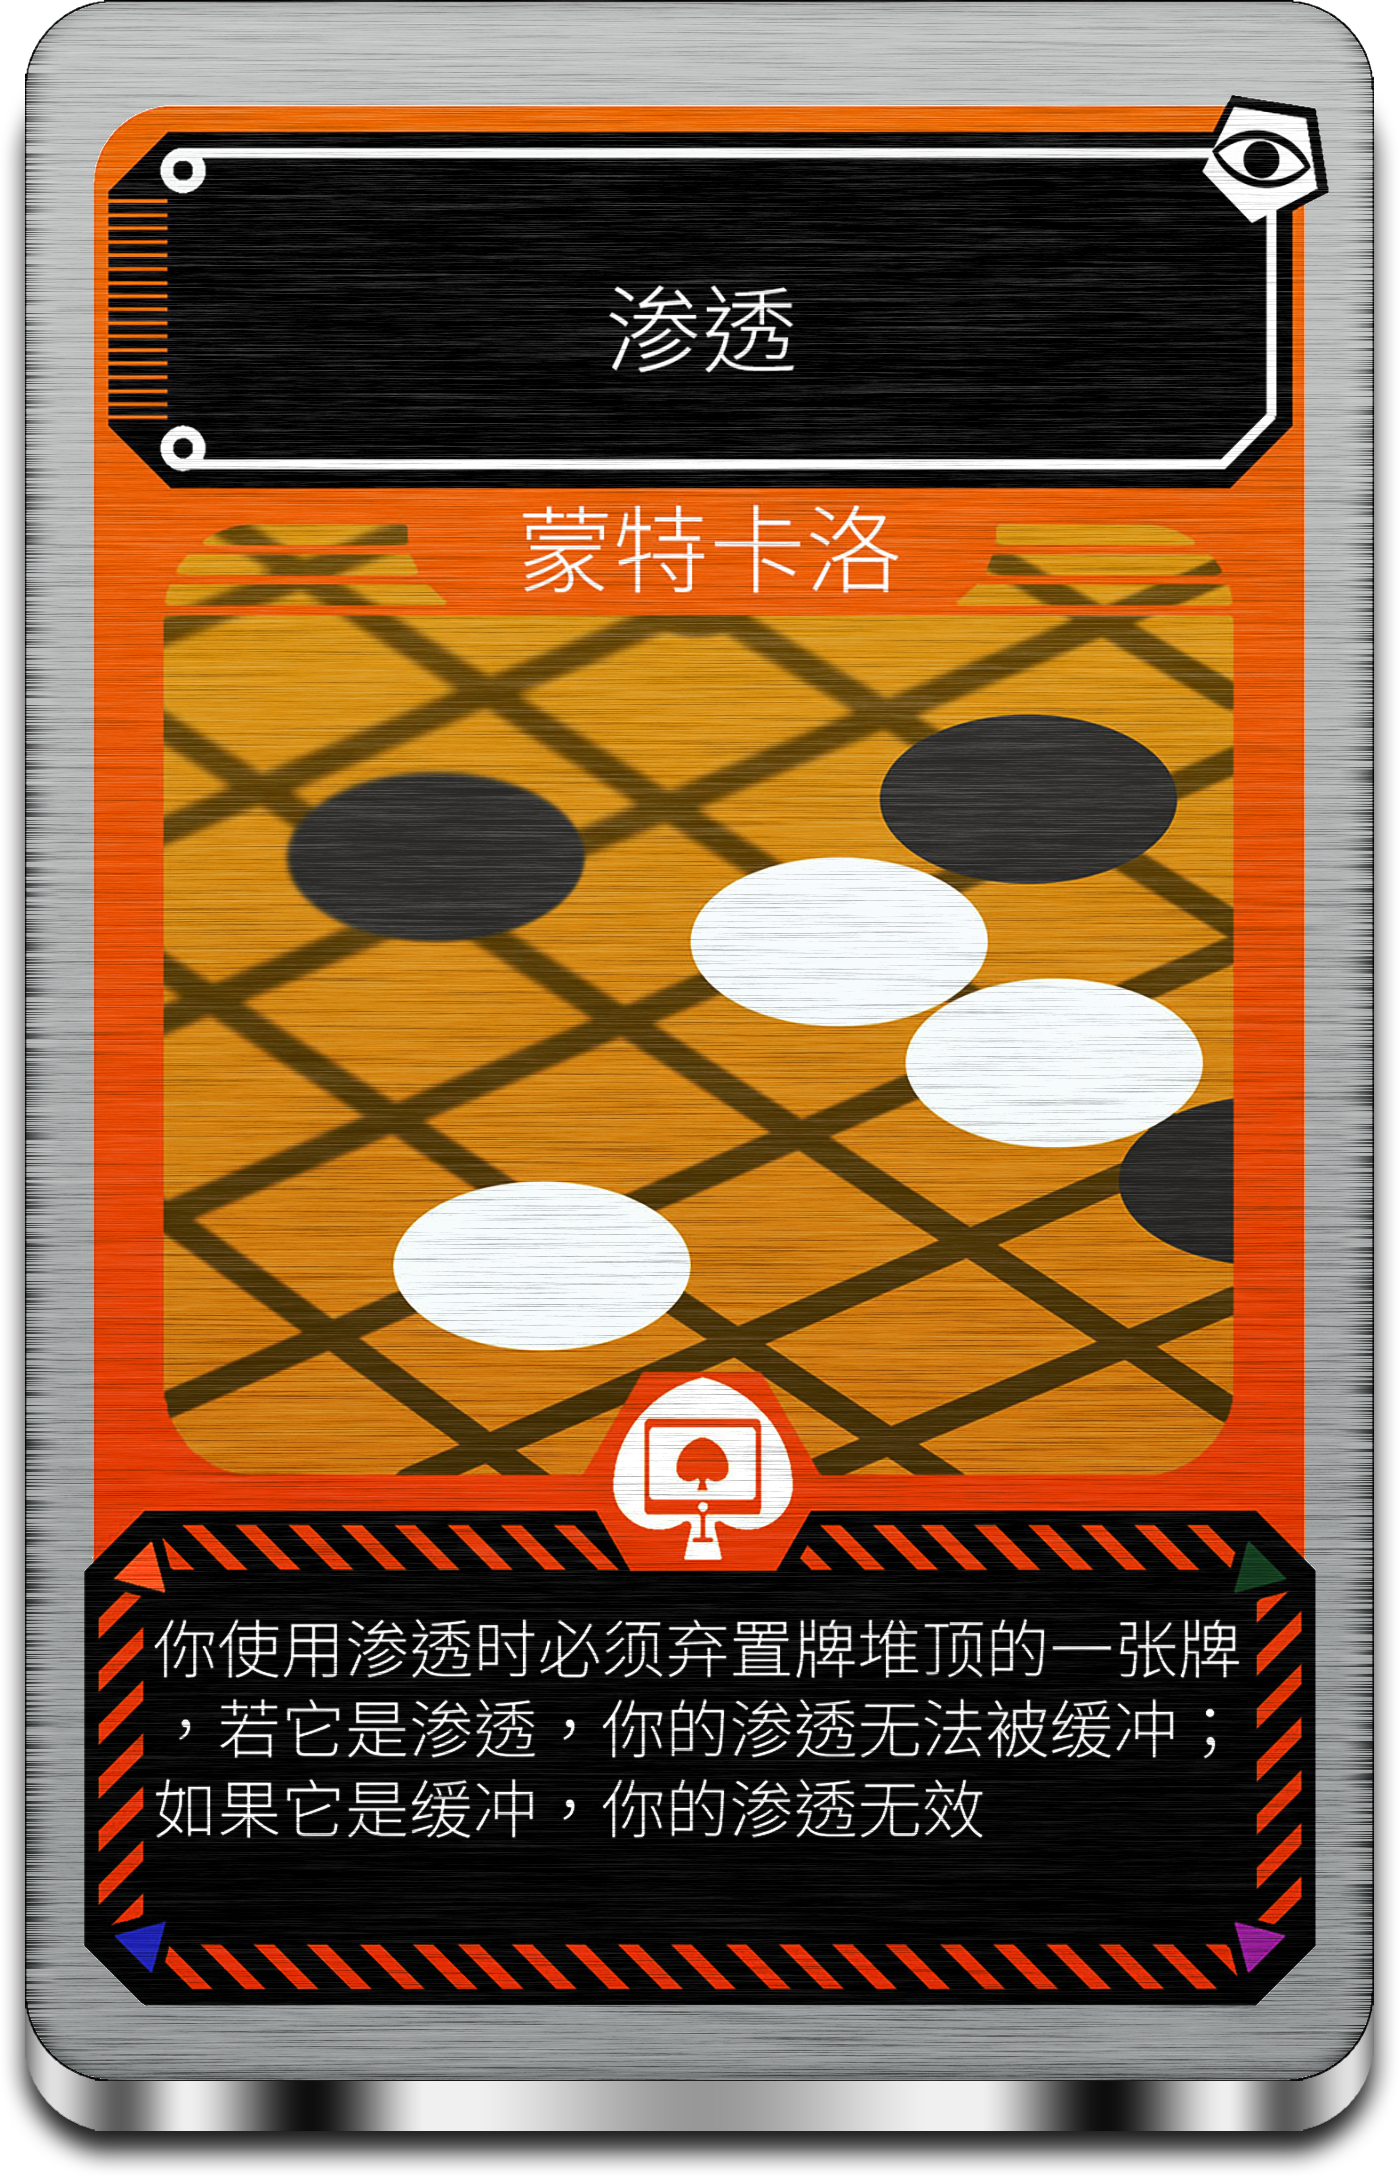 渗透
蒙特卡洛
你使用渗透时必须弃置牌堆顶的一张牌
，若它是渗透，你的渗透无法被缓冲；
如果它是缓冲，你的渗透无效